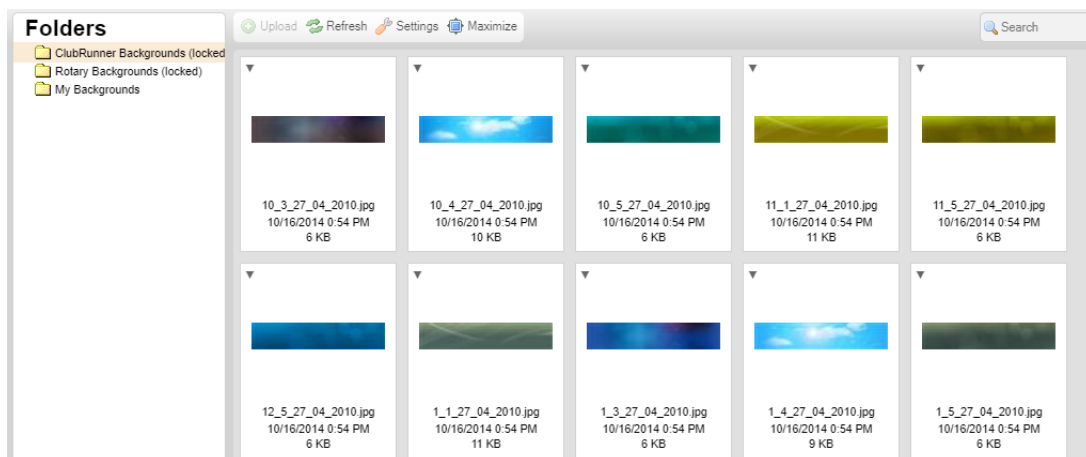 Folders
ClubRunner Backgrounds (locked
Rotary Backgrounds (locked)
My Backgrounds
Upload Refresh Settings Maximize
Search
10_3_27_04_2010.jpg
10/16/2014 0:54 PM
6 KB
10_4_27_04_2010.jpg
10/16/2014 0:54 PM
10 KB
10_5_27_04_2010.jpg
10/16/2014 0:54 PM
6 KB
11_1_27_04_2010.jpg
10/16/2014 0:54 PM
11 KB
11_5_27_04_2010.jpg
10/16/2014 0:54 PM
6 KB
12_5_27_04_2010.jpg
10/16/2014 0:54 PM
6 KB
1_1_27_04_2010.jpg
10/16/2014 0:54 PM
11 KB
1_3_27_04_2010.jpg
10/16/2014 0:54 PM
6 KB
1_4_27_04_2010.jpg
10/16/2014 0:54 PM
9 KB
1_5_27_04_2010.jpg
10/16/2014 0:54 PM
6 KB